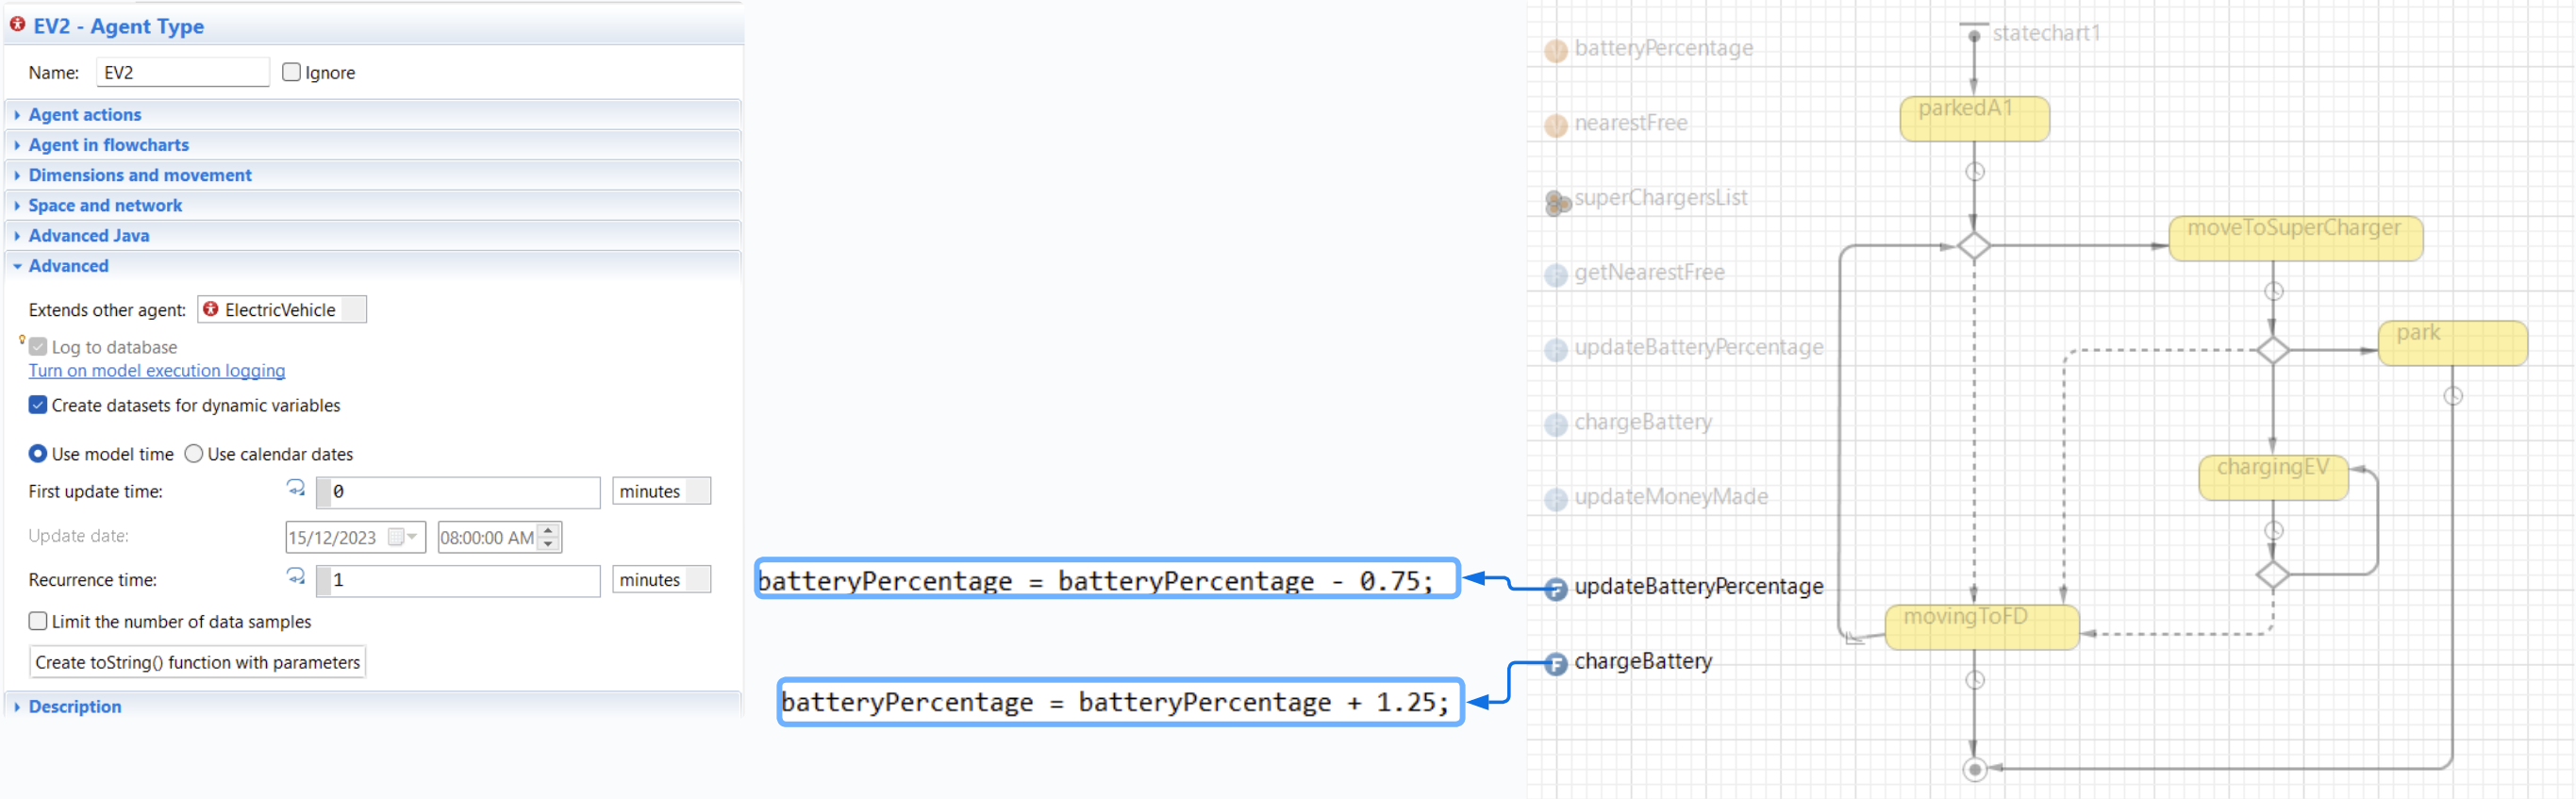 EV2 - Agent Type
Name: EV2 Ignore
Agent actions
Agent in flowcharts
Dimensions and movement
Space and network
Advanced Java
Advanced
Extends other agent: ElectricVehicle
Log to database
Turn on model execution logging
Create datasets for dynamic variables
Use model time Use calendar dates
First update time: 0 minutes
Update date: 15/12/2023 08:00:00 AM
Recurrence time: 1 minutes
Limit the number of data samples
Create toString() function with parameters
Description
batteryPercentage = batteryPercentage - 0.75;
batteryPercentage = batteryPercentage + 1.25;
batteryPercentage
nearestFree
superChargersList
getNearestFree
updateBatteryPercentage
chargeBattery
updateMoneyMade
updateBatteryPercentage
chargeBattery
statechart1
parkedA1
moveToSuperCharger
park
chargingEV
movingToFD